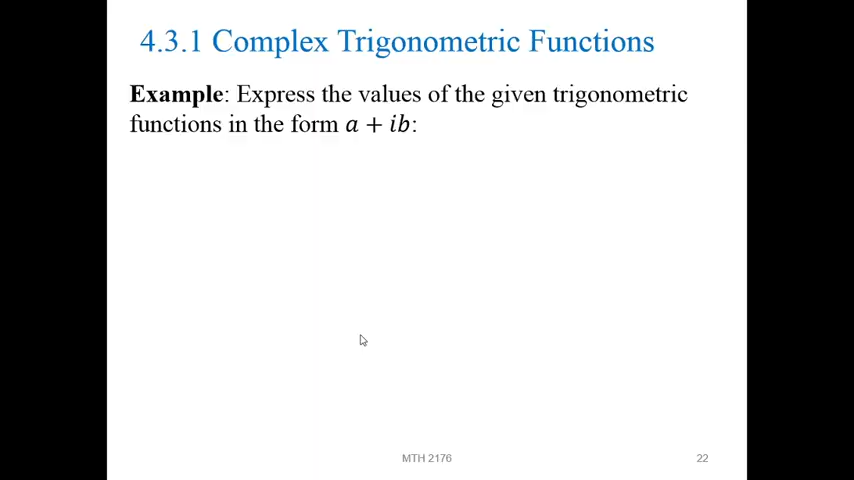 4.3.1 Complex Trigonometric Functions
Example: Express the values of the given trigonometric
functions in the form 𝑎 + 𝑖𝑏:
MTH 2176
22